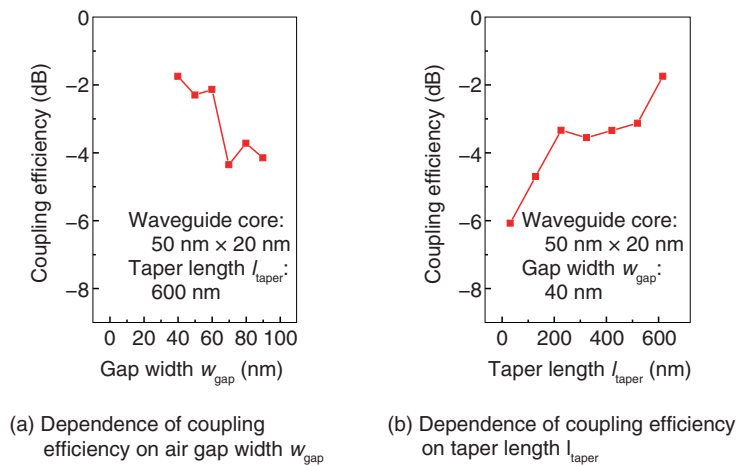 0
−2
−4
−6
−8
Coupling efficiency (dB)
Waveguide core:
50 nm × 20 nm
Taper length l_taper:
600 nm
0 20 40 60 80 100
Gap width w_gap (nm)
(a) Dependence of coupling
efficiency on air gap width w_gap
0
−2
−4
−6
−8
Coupling efficiency (dB)
Waveguide core:
50 nm × 20 nm
Gap width w_gap:
40 nm
0 200 400 600
Taper length l_taper (nm)
(b) Dependence of coupling efficiency
on taper length l_taper